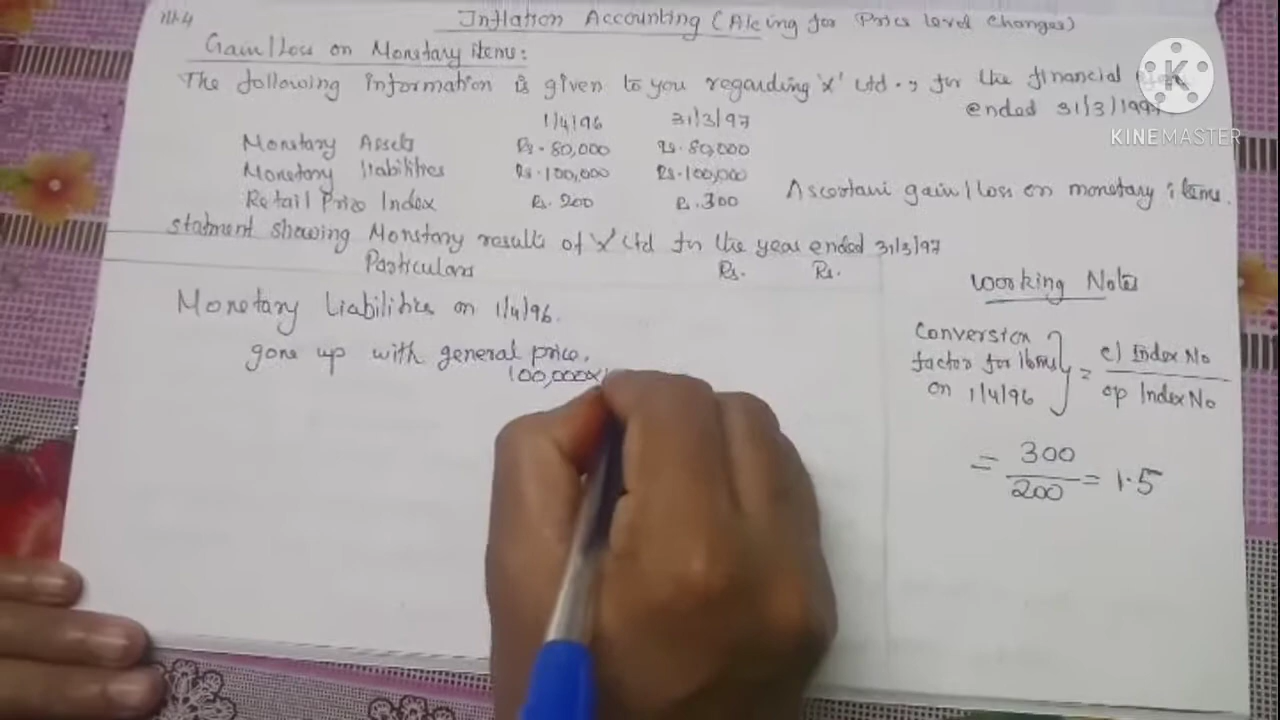 Inflation Accounting (A/cing for Price level Changes)
Gain/Loss on Monetary items:
The following information is given to you regarding 'X' Ltd., for the financial
ended 31/3/199
1/4/96 31/3/97
Monetary Assets Rs. 80,000 Rs. 80,000
Monetary liabilities Rs. 100,000 Rs. 100,000
Retail Price Index Rs. 200 Rs. 300 Ascertain gain/loss on monetary items.
statment showing Monetary results of 'X' Ltd for the year ended 31/3/97
Particulars Rs. Rs.
Monetary Liabilities on 1/4/96.
gone up with general price.
100,000x1
Working Notes
Conversion
factor for items = cl Index No
on 1/4/96 op Index No
= 300
200 = 1.5
K
KINEMASTER